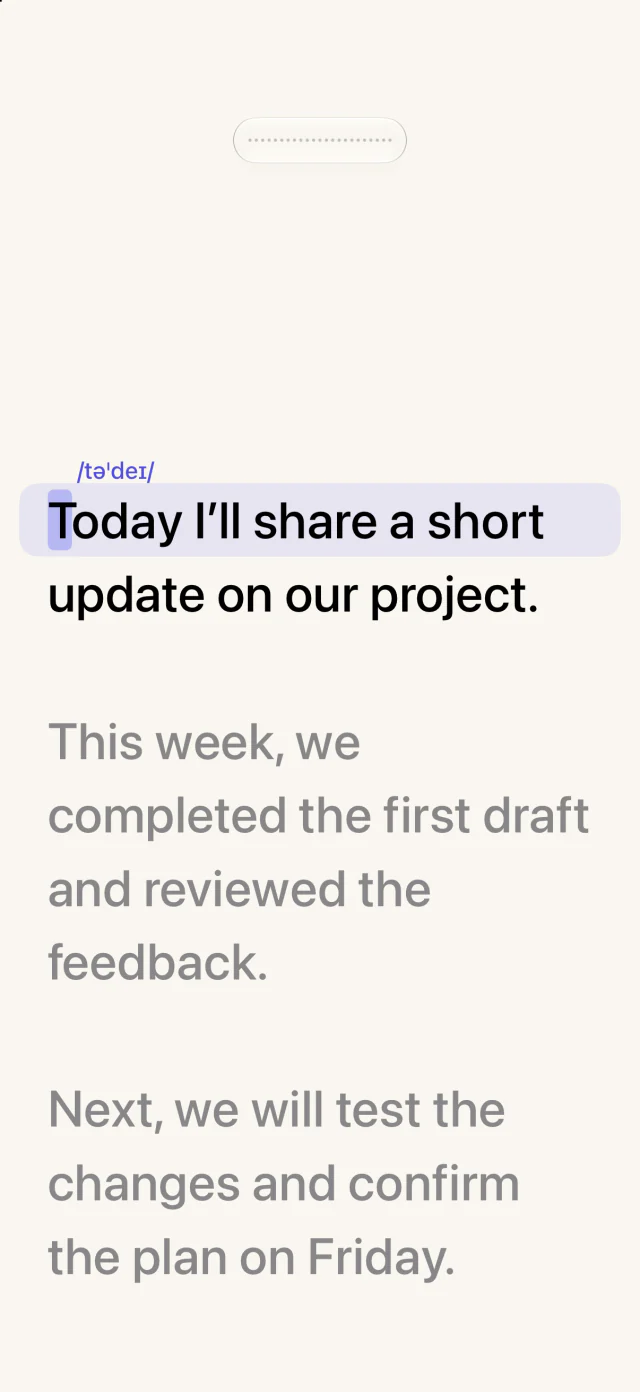 /təˈdeɪ/
Today I’ll share a short
update on our project.
This week, we
completed the first draft
and reviewed the
feedback.
Next, we will test the
changes and confirm
the plan on Friday.